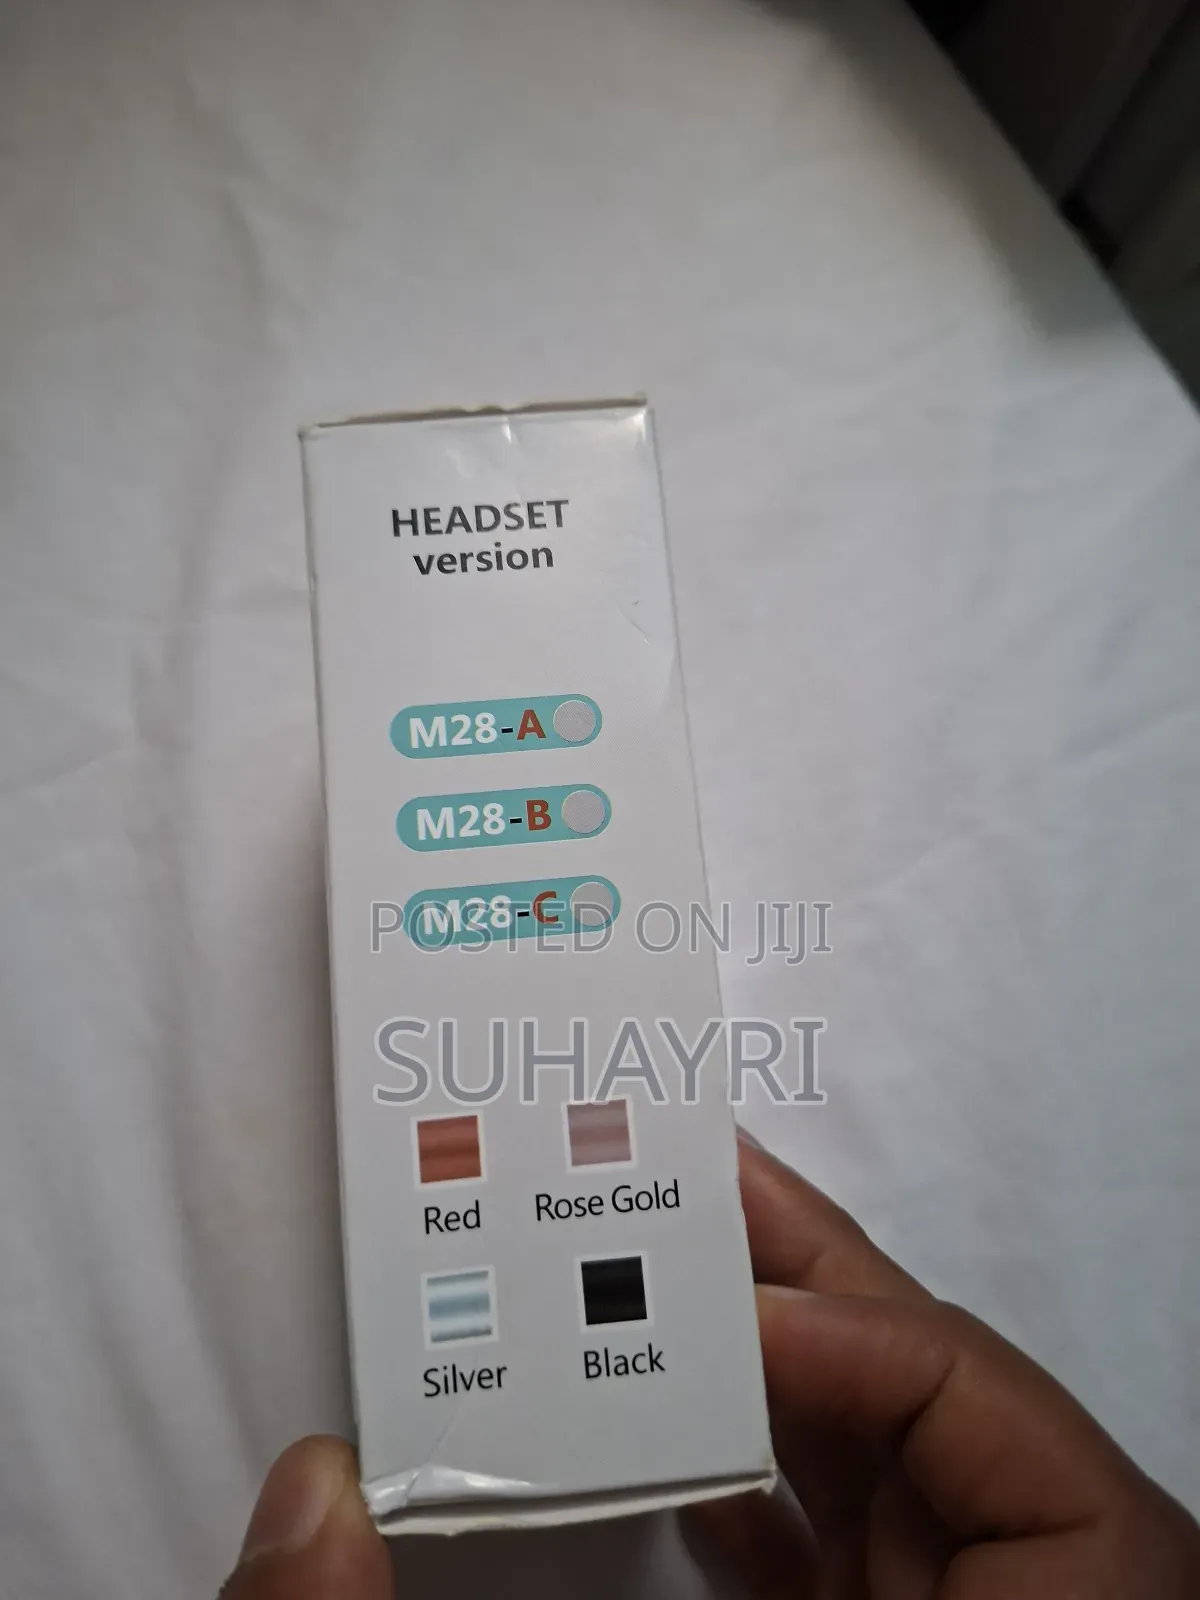 HEADSET
version
M28-A
M28-B
M28-C
POSTED ON JIJI
SUHAYRI
Red
Rose Gold
Silver
Black